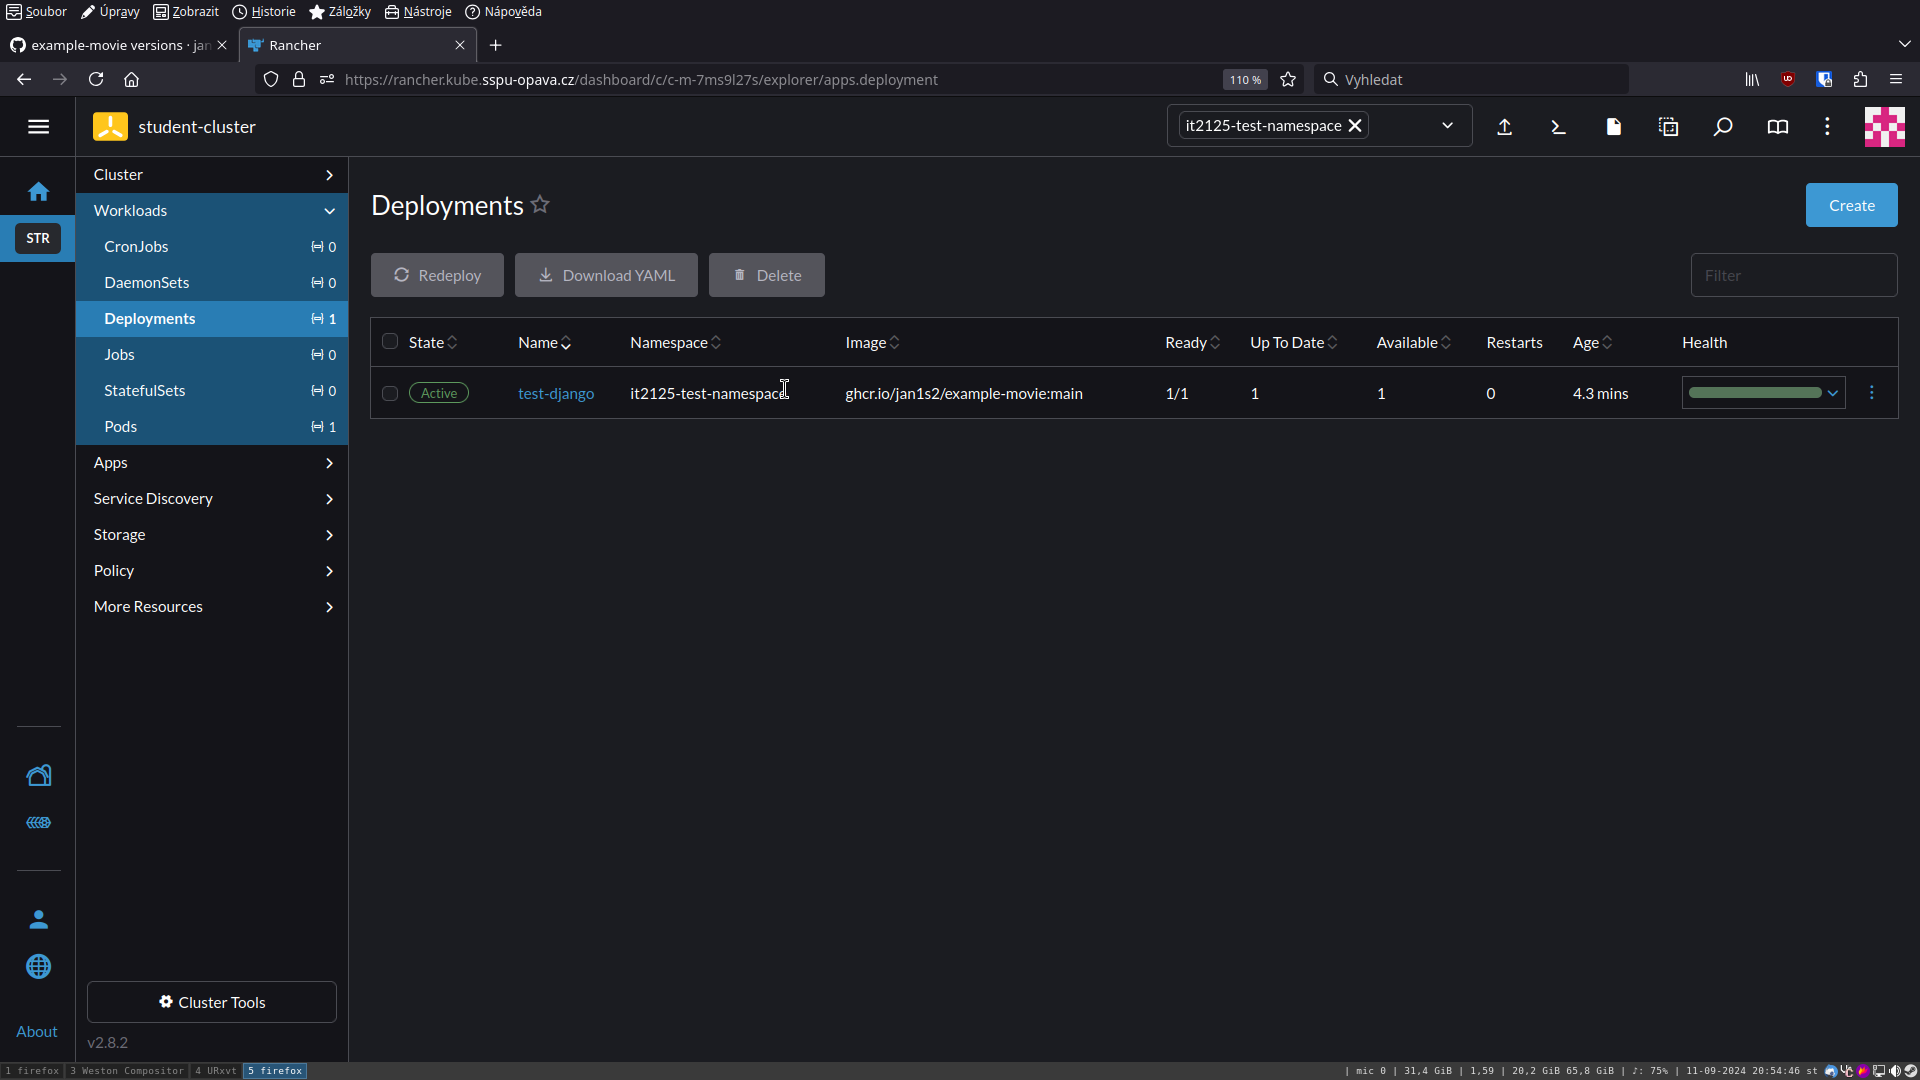 Soubor Úpravy Zobrazit Historie Záložky Nástroje Nápověda
example-movie versions · jan
Rancher
https://rancher.kube.sspu-opava.cz/dashboard/c/c-m-7ms9l27s/explorer/apps.deployment
110 %
Vyhledat
student-cluster
it2125-test-namespace
STR
Cluster
Workloads
CronJobs 0
DaemonSets 0
Deployments 1
Jobs 0
StatefulSets 0
Pods 1
Apps
Service Discovery
Storage
Policy
More Resources
Cluster Tools
About
v2.8.2
Deployments
Create
Redeploy
Download YAML
Delete
Filter
State Name Namespace Image Ready Up To Date Available Restarts Age Health
Active test-django it2125-test-namespace ghcr.io/jan1s2/example-movie:main 1/1 1 1 0 4.3 mins
1 firefox 3 Weston Compositor 4 URxvt 5 firefox
| mic 0 | 31,4 GiB | 1,59 | 20,2 GiB 65,8 GiB | ♪: 75% | 11-09-2024 20:54:46 st